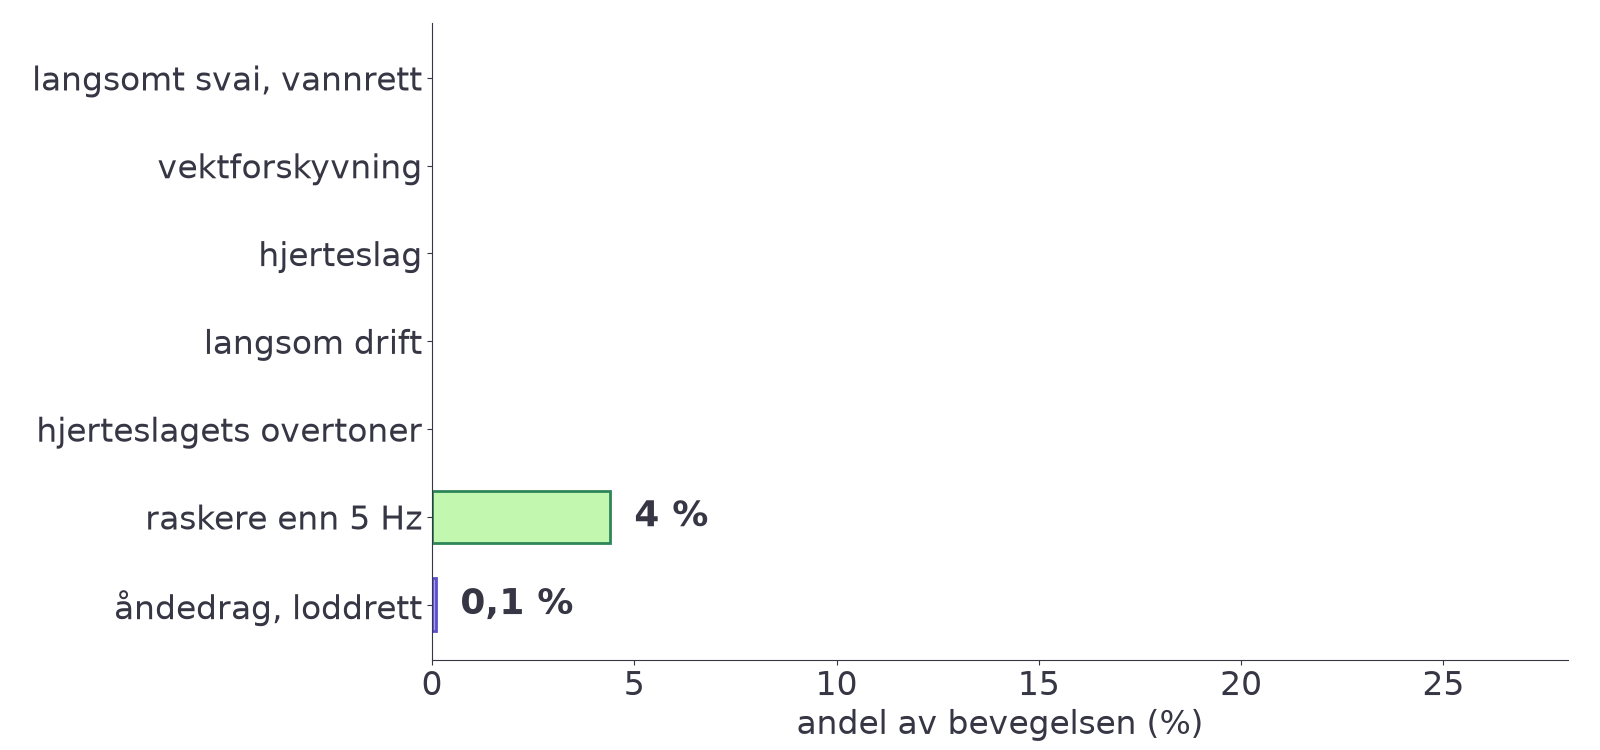 langsomt svai, vannrett
vektforskyvning
hjerteslag
langsom drift
hjerteslagets overtoner
raskere enn 5 Hz
4 %
åndedrag, loddrett
0,1 %
0 5 10 15 20 25
andel av bevegelsen (%)